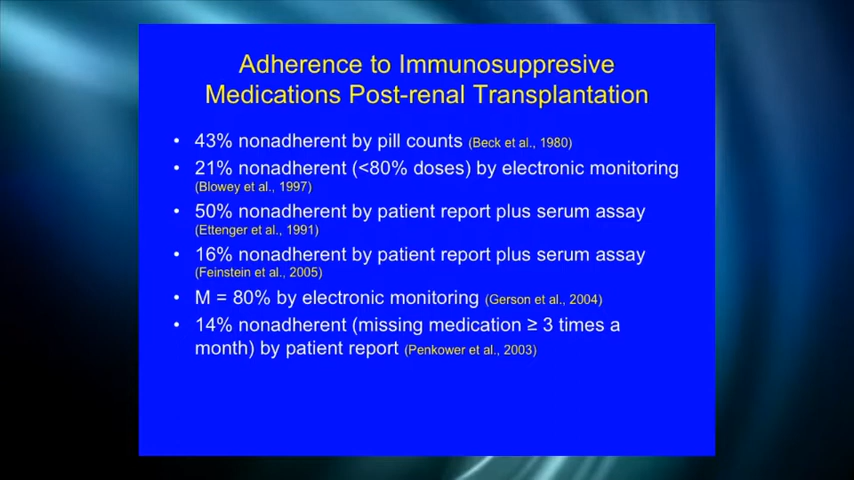 Adherence to Immunosuppresive
Medications Post-renal Transplantation
• 43% nonadherent by pill counts (Beck et al., 1980)
• 21% nonadherent (<80% doses) by electronic monitoring
(Blowey et al., 1997)
• 50% nonadherent by patient report plus serum assay
(Ettenger et al., 1991)
• 16% nonadherent by patient report plus serum assay
(Feinstein et al., 2005)
• M = 80% by electronic monitoring (Gerson et al., 2004)
• 14% nonadherent (missing medication ≥ 3 times a
month) by patient report (Penkower et al., 2003)